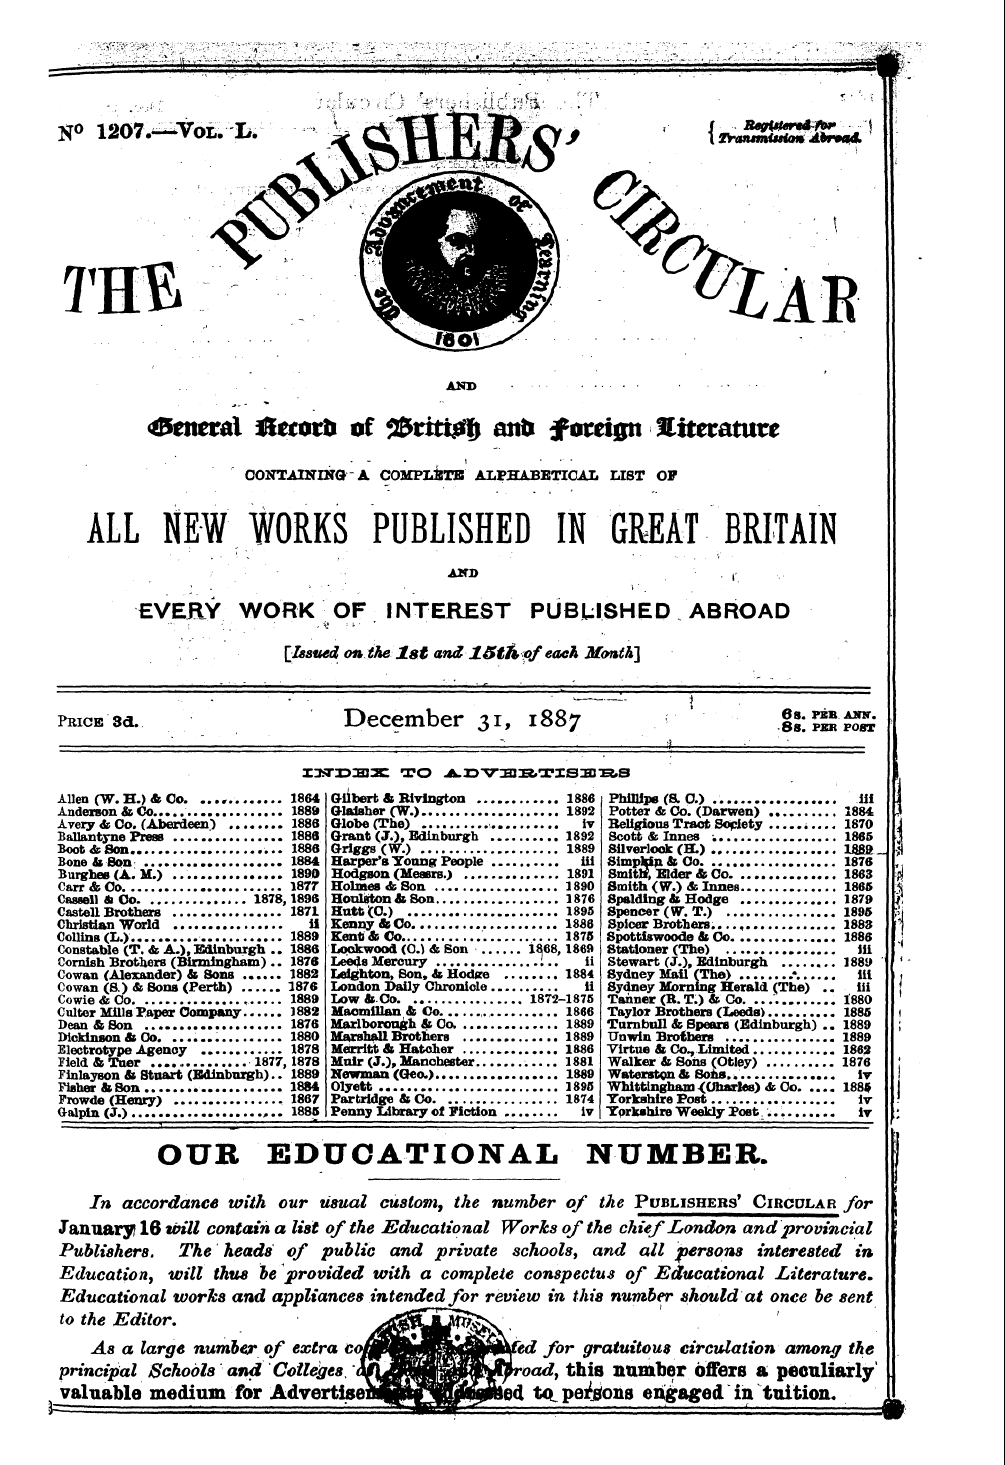 Nº 1207.—VOL. L.
{ Registered for
Transmission Abroad.
THE PUBLISHERS' CIRCULAR
The Advancement of Learning
1601
AND
General Record of British and Foreign Literature
CONTAINING A COMPLETE ALPHABETICAL LIST OF
ALL NEW WORKS PUBLISHED IN GREAT BRITAIN
AND
EVERY WORK OF INTEREST PUBLISHED ABROAD
[Issued on the 1st and 15th of each Month]
PRICE 3d.
December 31, 1887
6s. PER ANN.
8s. PER POST
INDEX TO ADVERTISERS
Allen (W. H.) & Co. ............ 1864
Anderson & Co. ............ 1889
Avery & Co. (Aberdeen) ........ 1886
Ballantyne Press ............ 1886
Boot & Son ............ 1886
Bone & Son ............ 1884
Burghes (A. M.) ............ 1890
Carr & Co. ............ 1877
Cassell & Co. ............ 1878, 1896
Castell Brothers ............ 1871
Christian World ............ ii
Collins (L.) ............ 1889
Constable (T. & A.), Edinburgh .. 1886
Cornish Brothers (Birmingham) .. 1876
Cowan (Alexander) & Sons ...... 1882
Cowan (S.) & Sons (Perth) ...... 1876
Cowie & Co. ............ 1889
Culter Mills Paper Company ...... 1882
Dean & Son ............ 1876
Dickinson & Co. ............ 1880
Electrotype Agency ............ 1878
Field & Tuer ............ 1877, 1878
Finlayson & Stuart (Edinburgh) .. 1889
Fisher & Son ............ 1884
Frowde (Henry) ............ 1867
Galpin (J.) ............ 1885
Gilbert & Rivington ............ 1886
Glaisher (W.) ............ 1892
Globe (The) ............ iv
Grant (J.), Edinburgh ............ 1892
Griggs (W.) ............ 1889
Harper's Young People .......... iii
Hodgson (Messrs.) ............ 1891
Holmes & Son ............ 1890
Houlston & Son ............ 1876
Hutt (C.) ............ 1895
Kenny & Co. ............ 1886
Kent & Co. ............ 1875
Lockwood (C.) & Son ...... 1868, 1869
Leeds Mercury ............ ii
Leighton, Son, & Hodge ........ 1884
London Daily Chronicle .......... ii
Low & Co. ............ 1872-1875
Macmillan & Co. ............ 1866
Marlborough & Co. ............ 1889
Marshall Brothers ............ 1889
Merritt & Hatcher ............ 1886
Muir (J.), Manchester ............ 1881
Newman (Geo.) ............ 1889
Olyett ............ 1895
Partridge & Co. ............ 1874
Penny Library of Fiction ........ iv
Phillips (S. C.) ............ iii
Potter & Co. (Darwen) .......... 1884
Religious Tract Society .......... 1870
Scott & Innes ............ 1865
Silverlock (H.) ............ 1889
Simpkin & Co. ............ 1876
Smith, Elder & Co. ............ 1863
Smith (W.) & Innes ............ 1865
Spalding & Hodge ............ 1879
Spencer (W. T.) ............ 1895
Spicer Brothers ............ 1883
Spottiswoode & Co. ............ 1886
Stationer (The) ............ iii
Stewart (J.), Edinburgh ........ 1889
Sydney Mail (The) ............ iii
Sydney Morning Herald (The) .. iii
Tanner (R. T.) & Co. ............ 1880
Taylor Brothers (Leeds) .......... 1885
Turnbull & Spears (Edinburgh) .. 1889
Unwin Brothers ............ 1889
Virtue & Co., Limited ............ 1862
Walker & Sons (Otley) .......... 1876
Waterston & Sons ............ iv
Whittingham (Charles) & Co. .... 1885
Yorkshire Post ............ iv
Yorkshire Weekly Post ............ iv
OUR EDUCATIONAL NUMBER.
In accordance with our usual custom, the number of the PUBLISHERS' CIRCULAR for
January 16 will contain a list of the Educational Works of the chief London and provincial
Publishers. The heads of public and private schools, and all persons interested in
Education, will thus be provided with a complete conspectus of Educational Literature.
Educational works and appliances intended for review in this number should at once be sent
to the Editor.
As a large number of extra for gratuitous circulation among the
principal Schools and Colleges this number offers a peculiarly
valuable medium for to persons engaged in tuition.